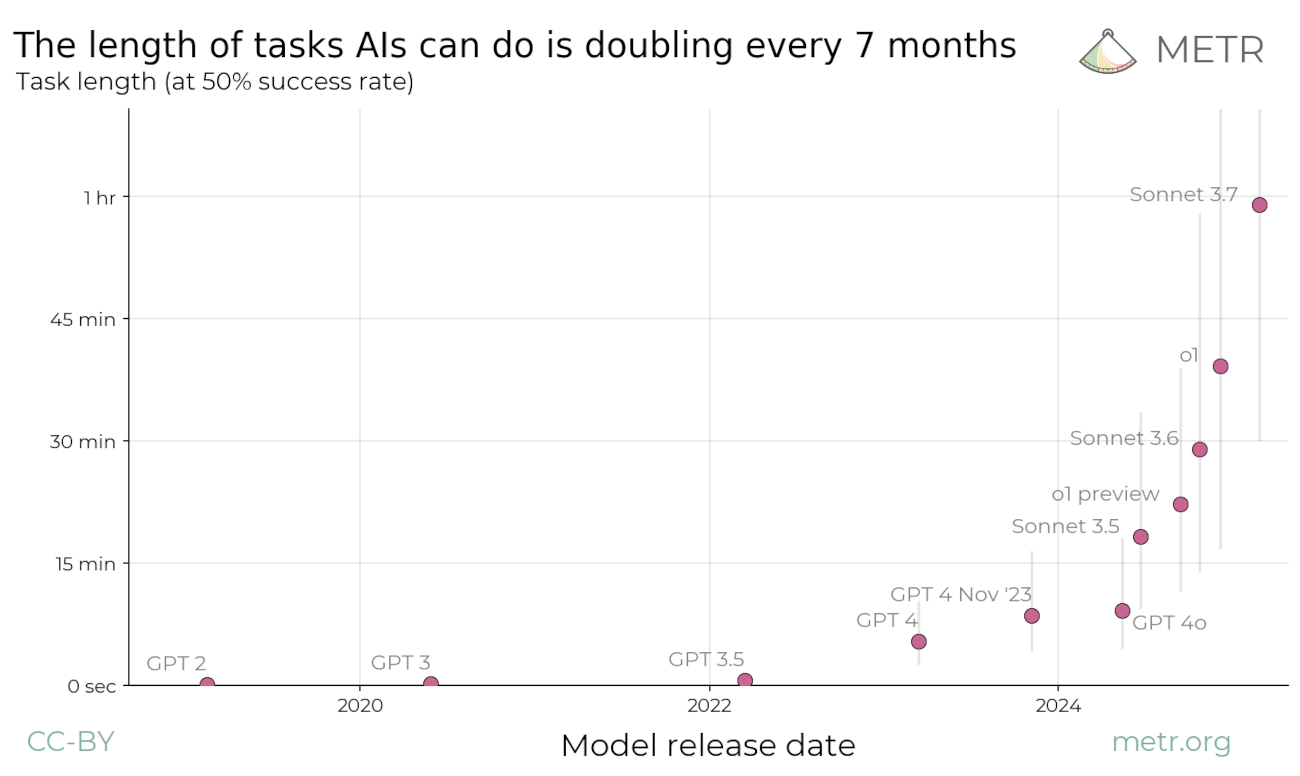 The length of tasks AIs can do is doubling every 7 months
METR
Task length (at 50% success rate)
1 hr
45 min
30 min
15 min
0 sec
Sonnet 3.7
o1
Sonnet 3.6
o1 preview
Sonnet 3.5
GPT 4 Nov '23
GPT 4
GPT 4o
GPT 2
GPT 3
GPT 3.5
2020
2022
2024
CC-BY
Model release date
metr.org